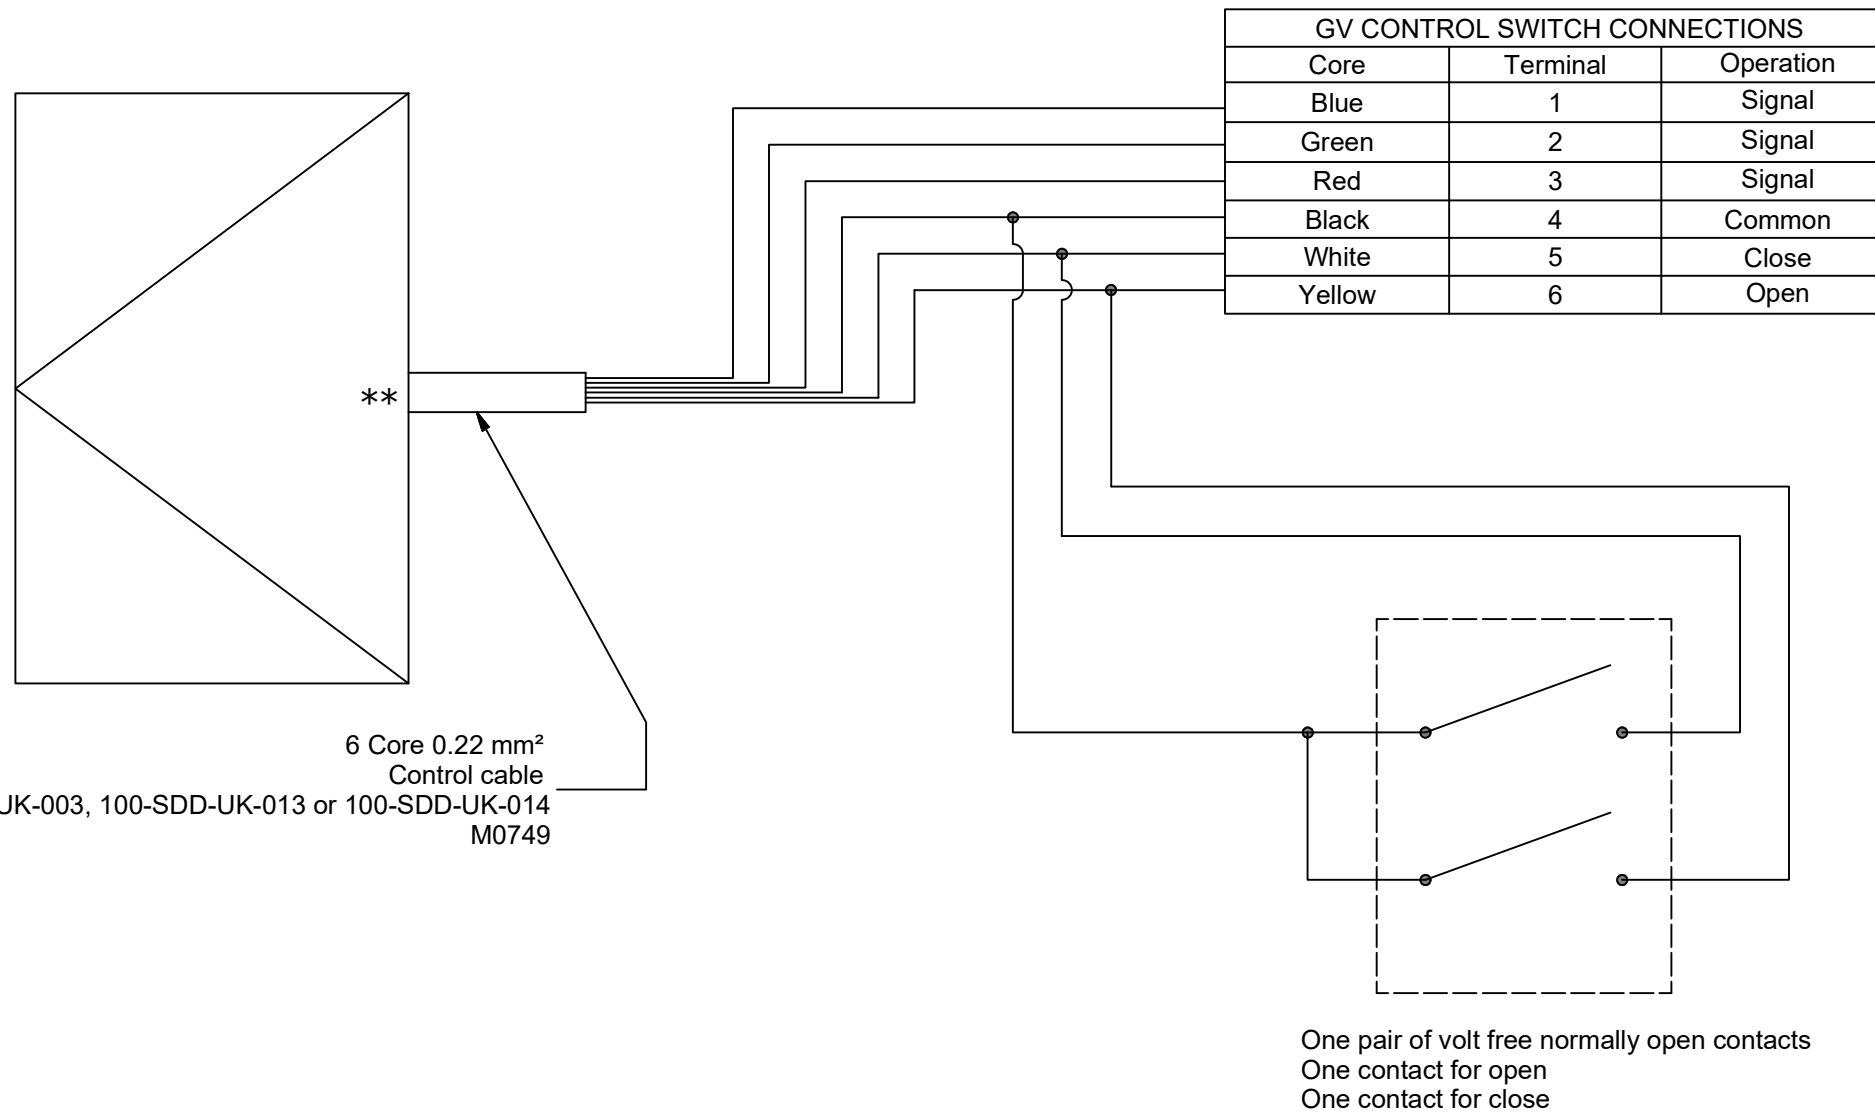 GV CONTROL SWITCH CONNECTIONS
Core Terminal Operation
Blue 1 Signal
Green 2 Signal
Red 3 Signal
Black 4 Common
White 5 Close
Yellow 6 Open
**
6 Core 0.22 mm²
Control cable
UK-003, 100-SDD-UK-013 or 100-SDD-UK-014
M0749
One pair of volt free normally open contacts
One contact for open
One contact for close